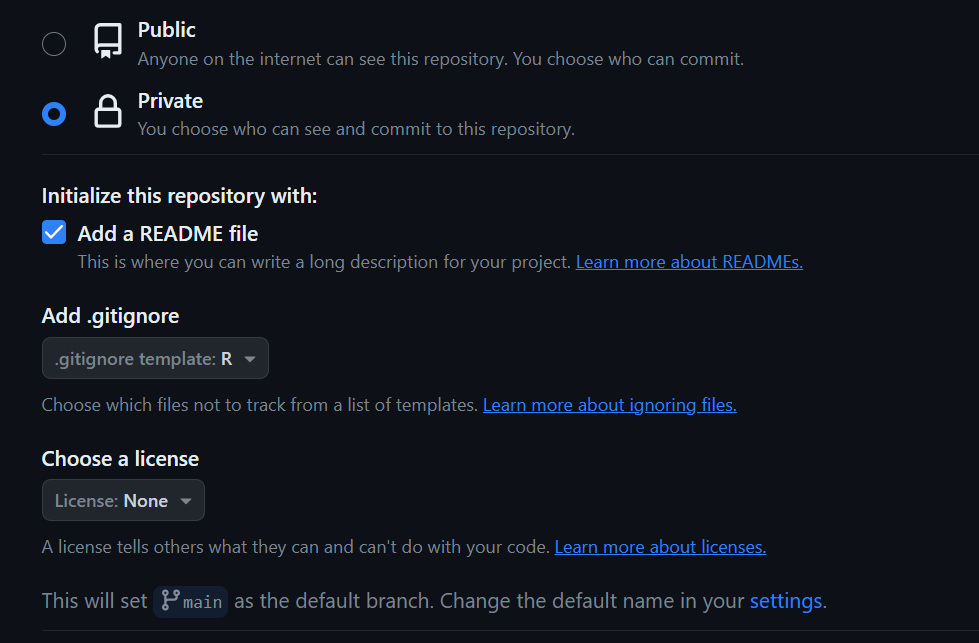 Public
Anyone on the internet can see this repository. You choose who can commit.
Private
You choose who can see and commit to this repository.
Initialize this repository with:
Add a README file
This is where you can write a long description for your project. Learn more about READMEs.
Add .gitignore
.gitignore template: R
Choose which files not to track from a list of templates. Learn more about ignoring files.
Choose a license
License: None
A license tells others what they can and can't do with your code. Learn more about licenses.
This will set main as the default branch. Change the default name in your settings.